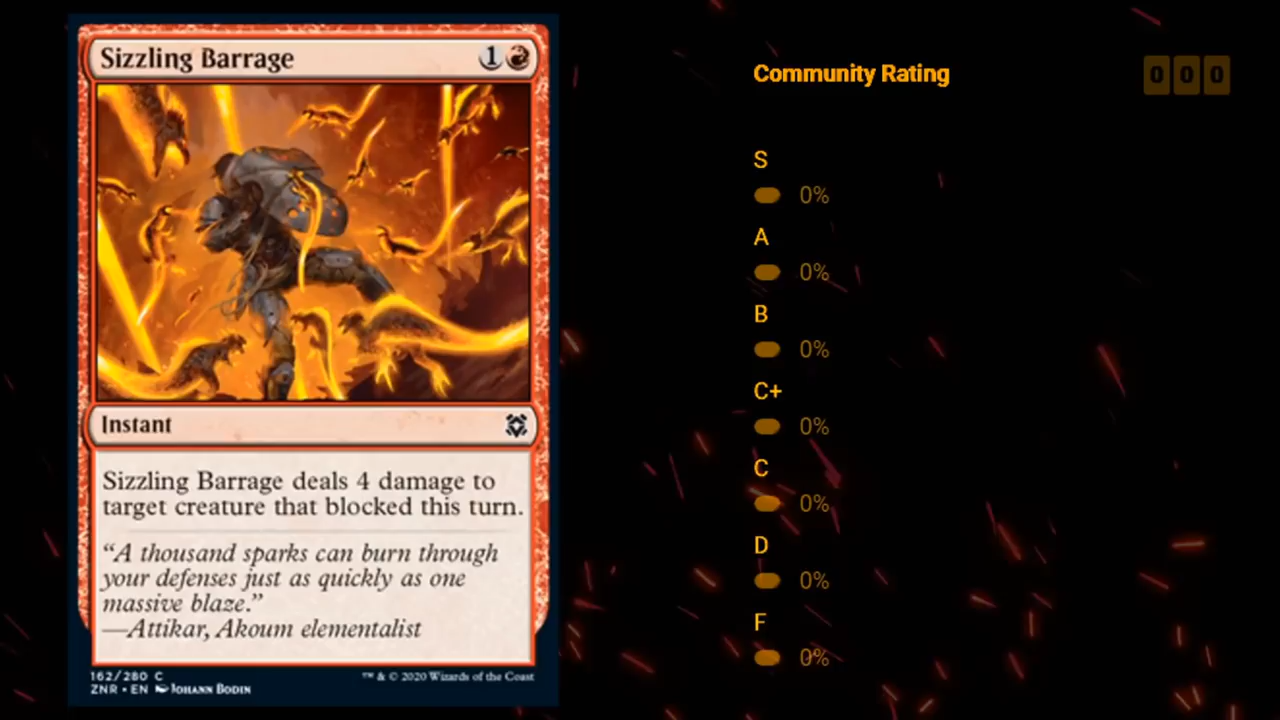 Sizzling Barrage
1
Instant
Sizzling Barrage deals 4 damage to
target creature that blocked this turn.
“A thousand sparks can burn through
your defenses just as quickly as one
massive blaze.”
—Attikar, Akoum elementalist
162/280 C
ZNR • EN Johann Bodin
™ & © 2020 Wizards of the Coast
Community Rating
000
S
0%
A
0%
B
0%
C+
0%
C
0%
D
0%
F
0%